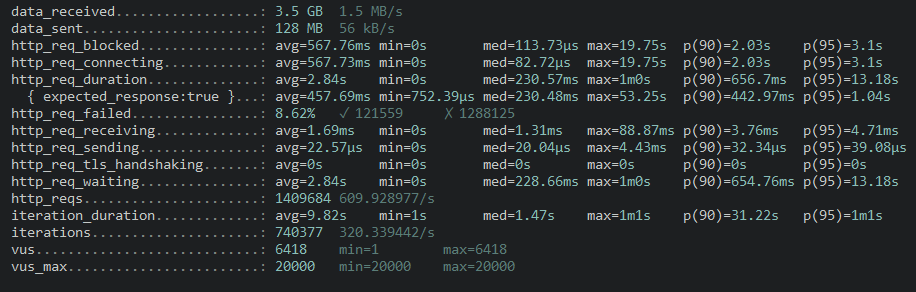 data_received..................: 3.5 GB 1.5 MB/s
data_sent......................: 128 MB 56 kB/s
http_req_blocked...............: avg=567.76ms min=0s med=113.73µs max=19.75s p(90)=2.03s p(95)=3.1s
http_req_connecting............: avg=567.73ms min=0s med=82.72µs max=19.75s p(90)=2.03s p(95)=3.1s
http_req_duration..............: avg=2.84s min=0s med=230.57ms max=1m0s p(90)=656.7ms p(95)=13.18s
{ expected_response:true }...: avg=457.69ms min=752.39µs med=230.48ms max=53.25s p(90)=442.97ms p(95)=1.04s
http_req_failed................: 8.62% ✓ 121559 ✗ 1288125
http_req_receiving.............: avg=1.69ms min=0s med=1.31ms max=88.87ms p(90)=3.76ms p(95)=4.71ms
http_req_sending...............: avg=22.57µs min=0s med=20.04µs max=4.43ms p(90)=32.34µs p(95)=39.08µs
http_req_tls_handshaking.......: avg=0s min=0s med=0s max=0s p(90)=0s p(95)=0s
http_req_waiting...............: avg=2.84s min=0s med=228.66ms max=1m0s p(90)=654.76ms p(95)=13.18s
http_reqs......................: 1409684 609.928977/s
iteration_duration.............: avg=9.82s min=1s med=1.47s max=1m1s p(90)=31.22s p(95)=1m1s
iterations.....................: 740377 320.339442/s
vus............................: 6418 min=1 max=6418
vus_max........................: 20000 min=20000 max=20000